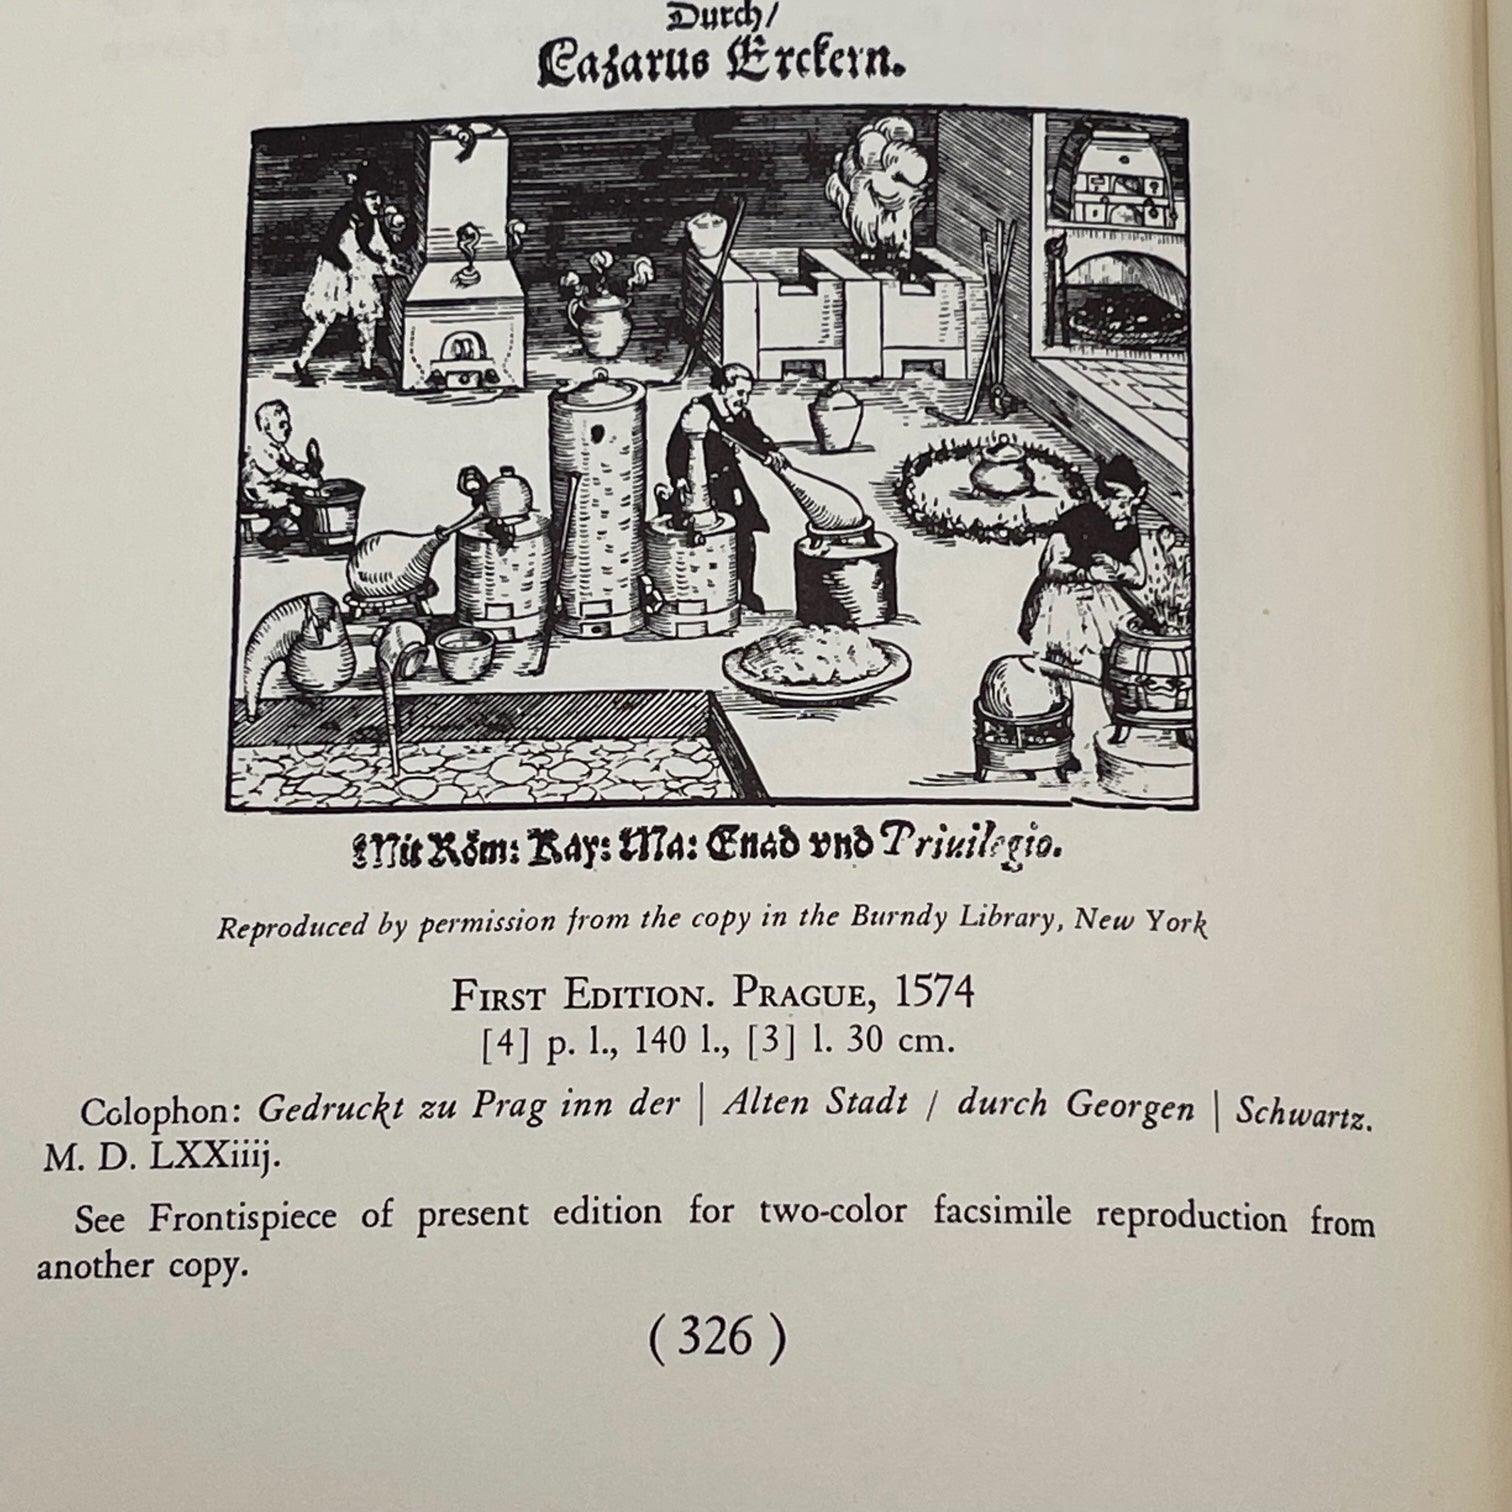 Durch/
Lazarus Erckern.
Mit Röm: Kay: Ma: Gnad vnd Priuilegio.
Reproduced by permission from the copy in the Burndy Library, New York
First Edition. Prague, 1574
[4] p. l., 140 l., [3] l. 30 cm.
Colophon: Gedruckt zu Prag inn der | Alten Stadt / durch Georgen | Schwartz.
M. D. LXXiiij.
See Frontispiece of present edition for two-color facsimile reproduction from
another copy.
( 326 )